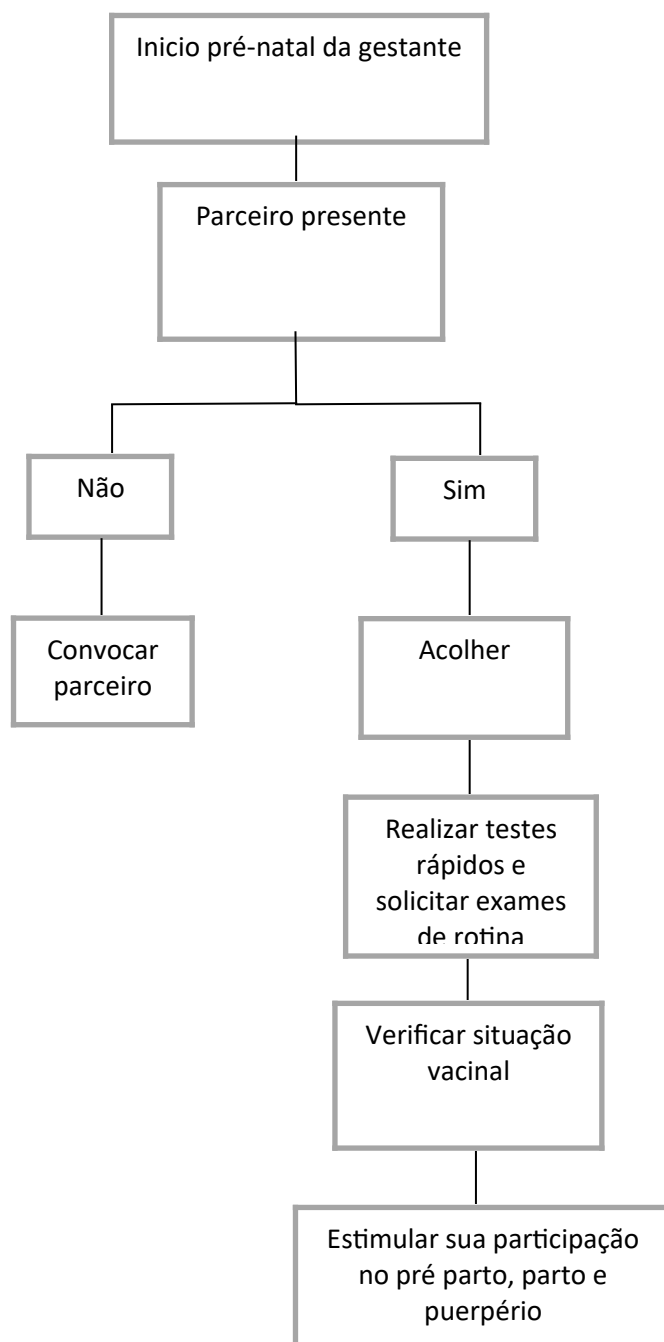 Inicio pré-natal da gestante
Parceiro presente
Não
Sim
Convocar
parceiro
Acolher
Realizar testes
rápidos e
solicitar exames
de rotina
Verificar situação
vacinal
Estimular sua participação
no pré parto, parto e
puerpério